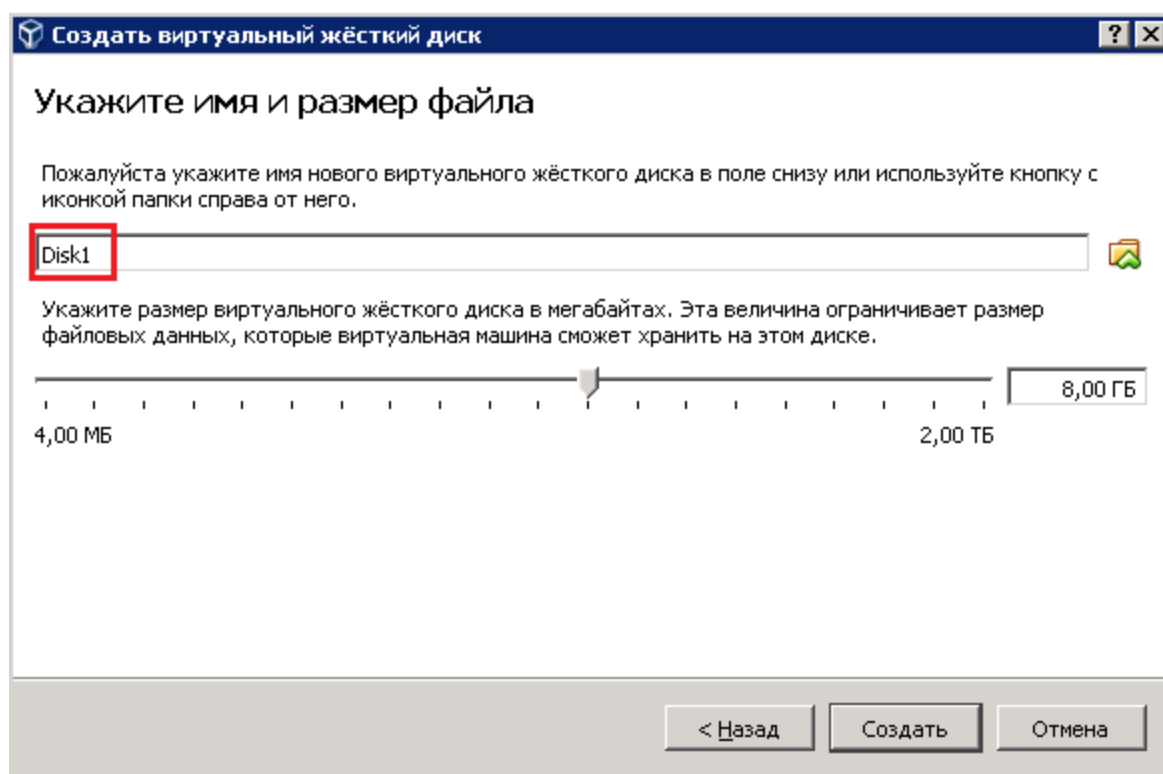 Создать виртуальный жёсткий диск
Укажите имя и размер файла
Пожалуйста укажите имя нового виртуального жёсткого диска в поле снизу или используйте кнопку с
иконкой папки справа от него.
Disk1
Укажите размер виртуального жёсткого диска в мегабайтах. Эта величина ограничивает размер
файловых данных, которые виртуальная машина сможет хранить на этом диске.
8,00 ГБ
4,00 МБ 2,00 ТБ
< Назад Создать Отмена